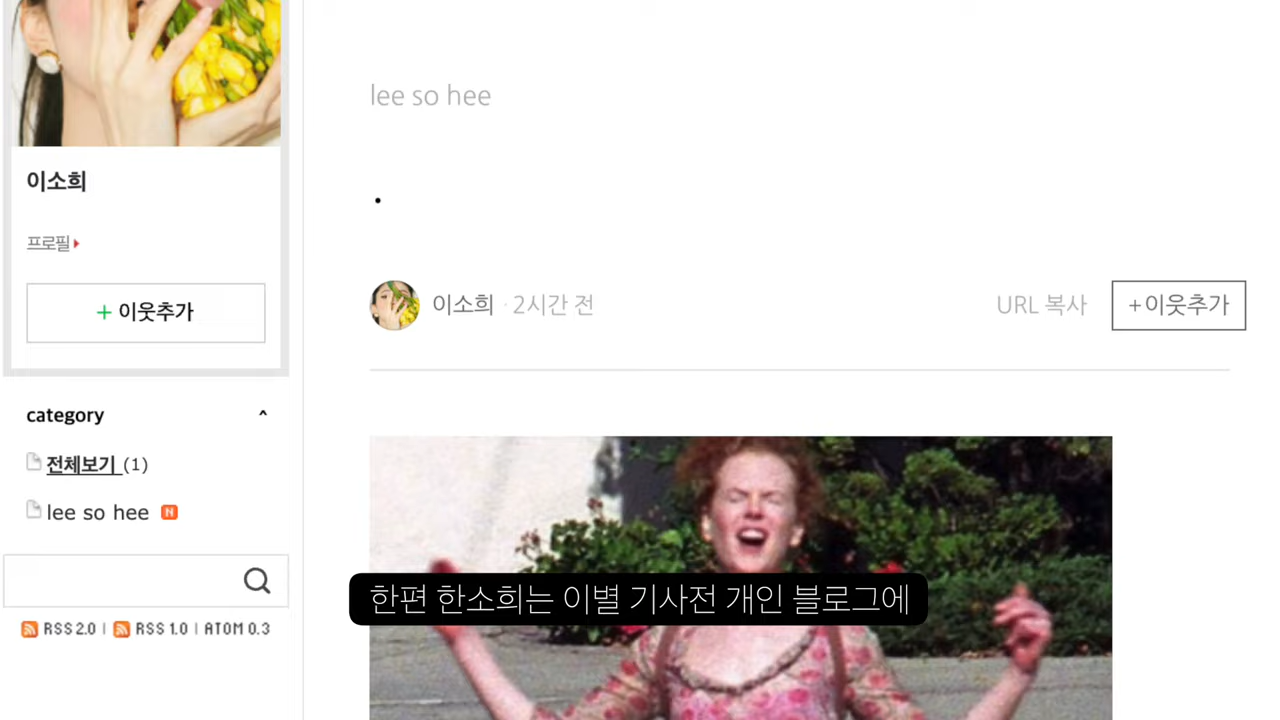 이소희
프로필
+ 이웃추가
category
전체보기 (1)
lee so hee N
RSS 2.0 | RSS 1.0 | ATOM 0.3
lee so hee
.
이소희 · 2시간 전
URL 복사
+이웃추가
한편 한소희는 이별 기사전 개인 블로그에